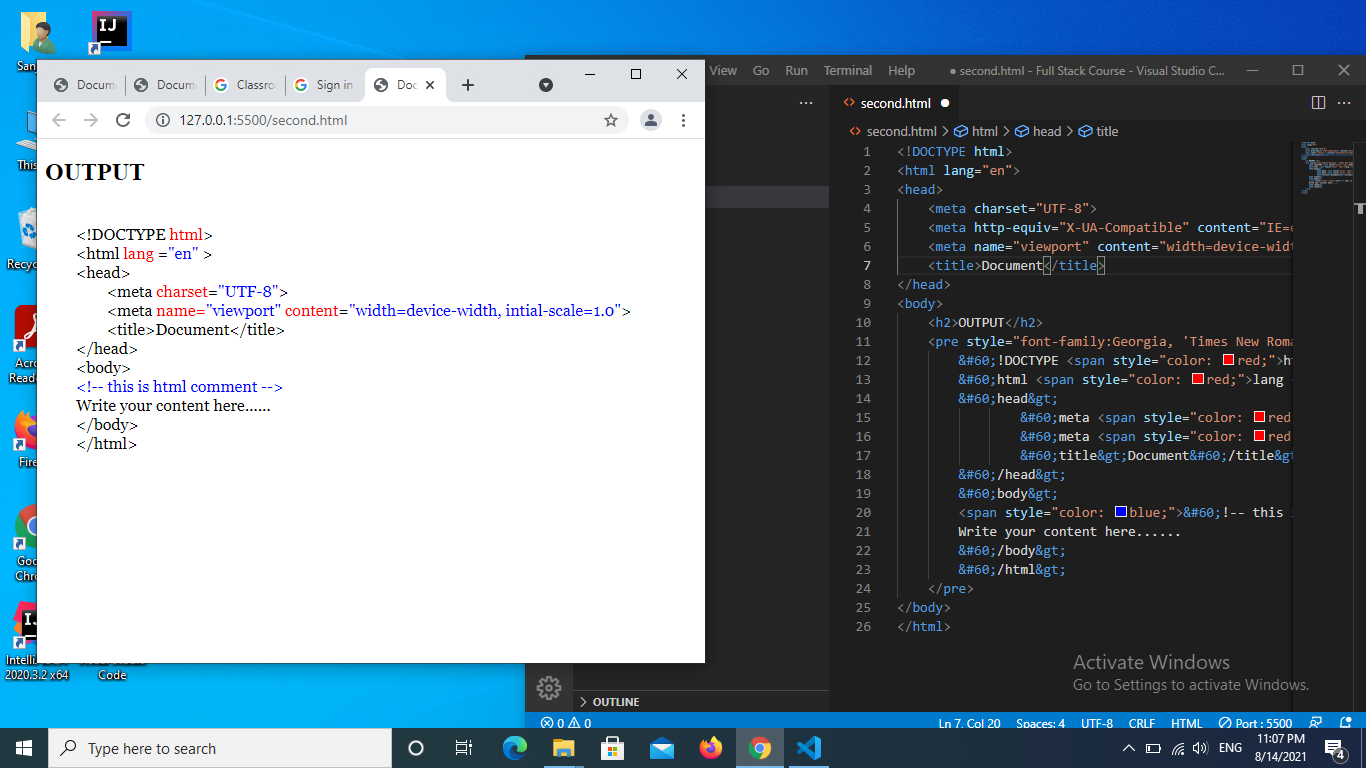 San
This
Recyc
Acro
Read
Fire
Goo
Chro
IntelliJ
2020.3.2 x64
Code
Docum
Docum
Classro
Sign in
Doc
127.0.0.1:5500/second.html
OUTPUT
<!DOCTYPE html>
<html lang ="en" >
<head>
<meta charset="UTF-8">
<meta name="viewport" content="width=device-width, intial-scale=1.0">
<title>Document</title>
</head>
<body>
<!-- this is html comment -->
Write your content here......
</body>
</html>
View Go Run Terminal Help
● second.html - Full Stack Course - Visual Studio C...
second.html
second.html > html > head > title
1 <!DOCTYPE html>
2 <html lang="en">
3 <head>
4 <meta charset="UTF-8">
5 <meta http-equiv="X-UA-Compatible" content="IE=e
6 <meta name="viewport" content="width=device-widt
7 <title>Document</title>
8 </head>
9 <body>
10 <h2>OUTPUT</h2>
11 <pre style="font-family:Georgia, 'Times New Roma
12 &#60;!DOCTYPE <span style="color: red;">ht
13 &#60;html <span style="color: red;">lang
14 &#60;head&gt;
15 &#60;meta <span style="color: red
16 &#60;meta <span style="color: red
17 &#60;title&gt;Document&#60;/title&gt
18 &#60;/head&gt;
19 &#60;body&gt;
20 <span style="color: blue;">&#60;!-- this
21 Write your content here......
22 &#60;/body&gt;
23 &#60;/html&gt;
24 </pre>
25 </body>
26 </html>
Activate Windows
Go to Settings to activate Windows.
OUTLINE
0 0 Ln 7, Col 20 Spaces: 4 UTF-8 CRLF HTML Port : 5500
Type here to search
ENG
11:07 PM
8/14/2021
4